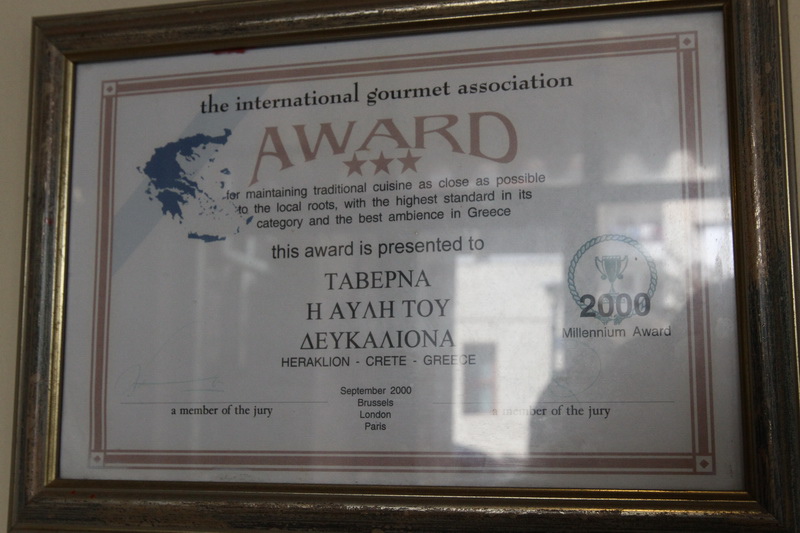 the international gourmet association
AWARD
for maintaining traditional cuisine as close as possible
to the local roots, with the highest standard in its
category and the best ambience in Greece
this award is presented to
ΤΑΒΕΡΝΑ
Η ΑΥΛΗ ΤΟΥ
ΔΕΥΚΑΛΙΟΝΑ
HERAKLION - CRETE - GREECE
2000
Millennium Award
September 2000
Brussels
London
Paris
a member of the jury
a member of the jury